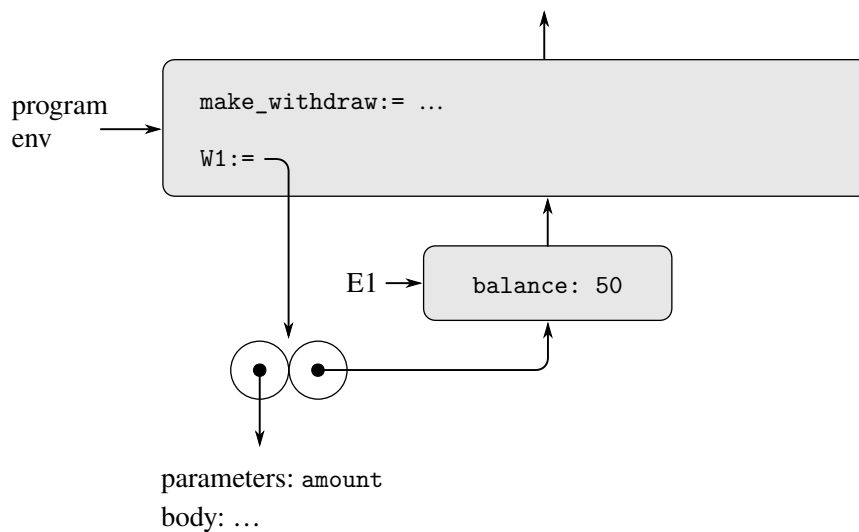 make_withdraw:= ...
program
env
W1:=
E1
balance: 50
parameters: amount
body: ...